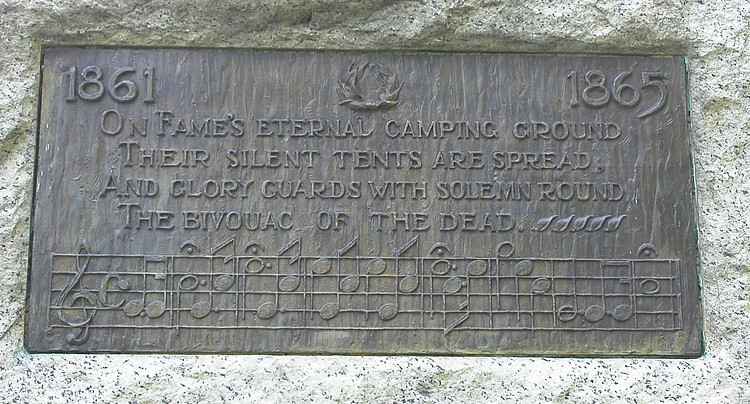 1861 1865
ON FAME'S ETERNAL CAMPING GROUND
THEIR SILENT TENTS ARE SPREAD,
AND GLORY GUARDS WITH SOLEMN ROUND
THE BIVOUAC OF THE DEAD.